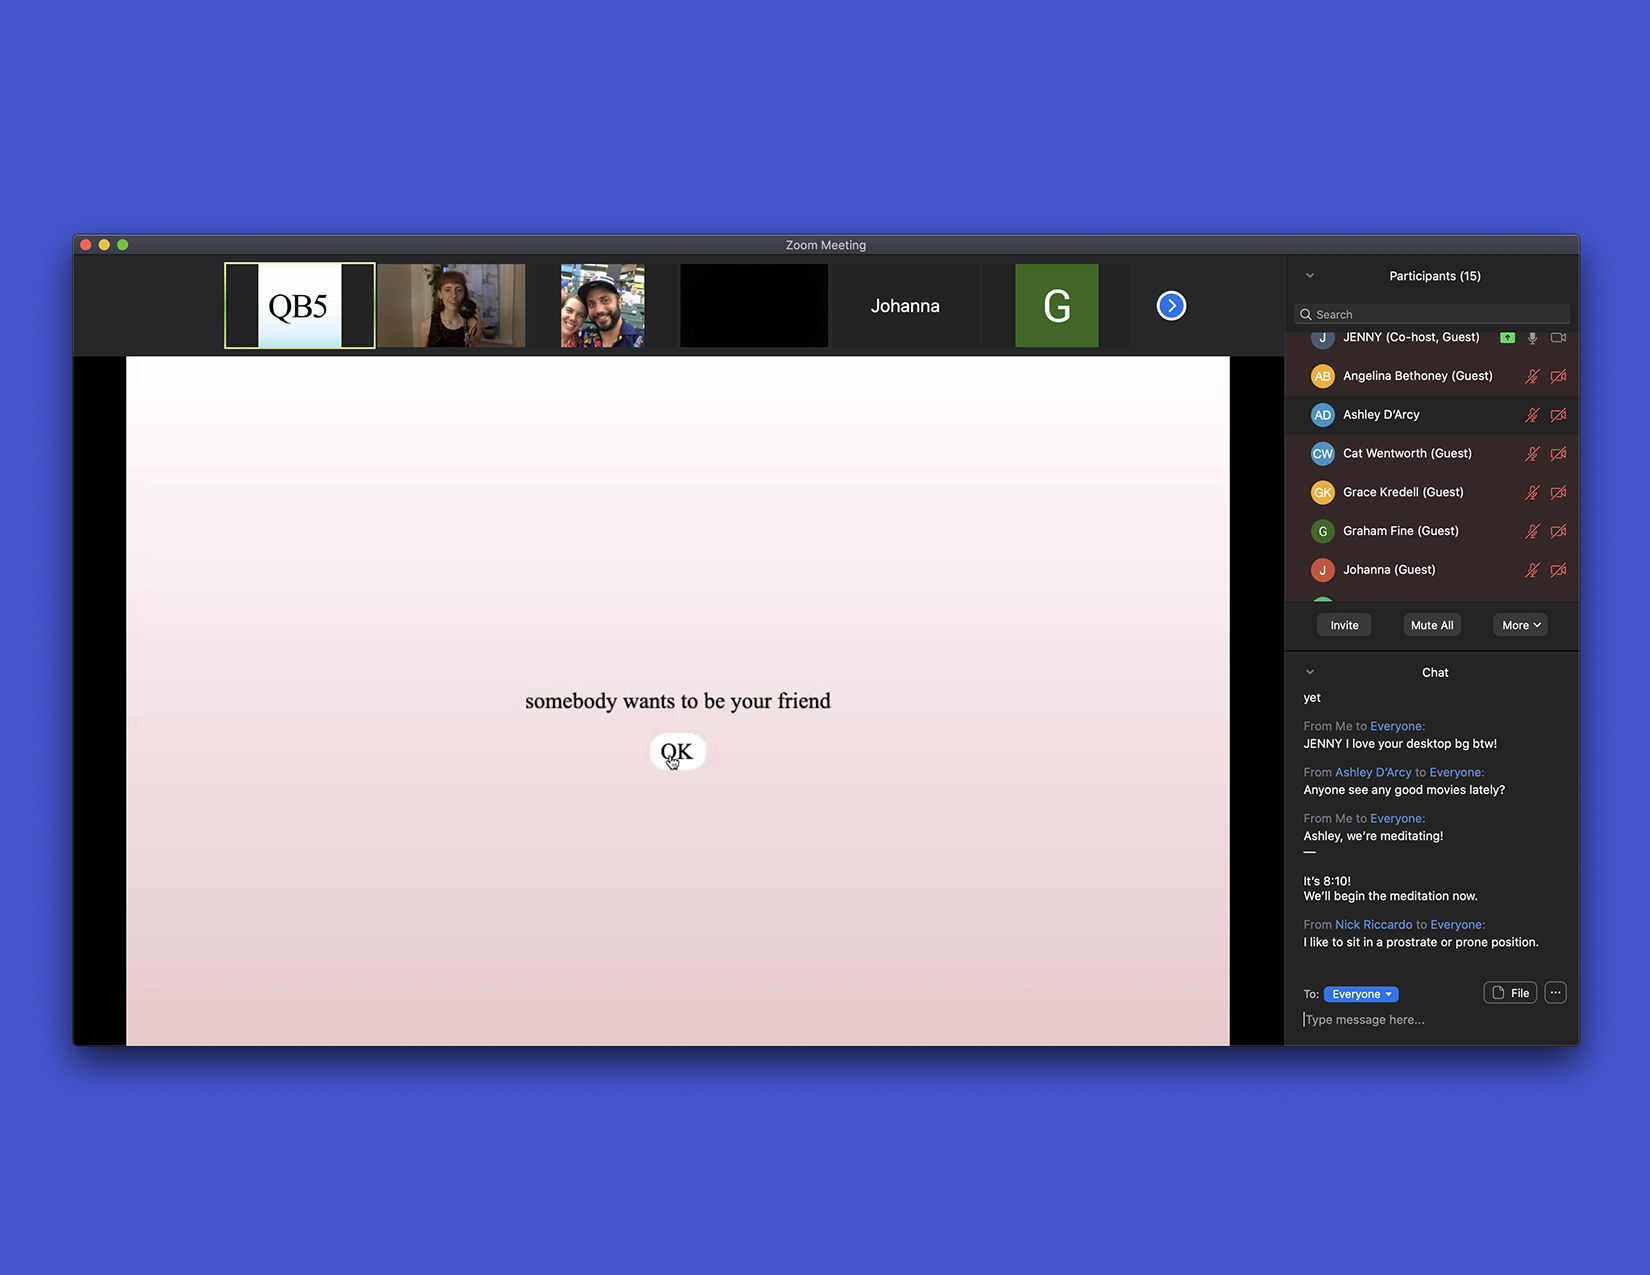 Zoom Meeting
QB5
Johanna
G
somebody wants to be your friend
OK
Participants (15)
Search
J JENNY (Co-host, Guest)
AB Angelina Bethoney (Guest)
AD Ashley D’Arcy
CW Cat Wentworth (Guest)
GK Grace Kredell (Guest)
G Graham Fine (Guest)
J Johanna (Guest)
Invite Mute All More
Chat
yet
From Me to Everyone:
JENNY I love your desktop bg btw!
From Ashley D’Arcy to Everyone:
Anyone see any good movies lately?
From Me to Everyone:
Ashley, we’re meditating!
—
It’s 8:10!
We’ll begin the meditation now.
From Nick Riccardo to Everyone:
I like to sit in a prostrate or prone position.
To: Everyone File ...
Type message here...